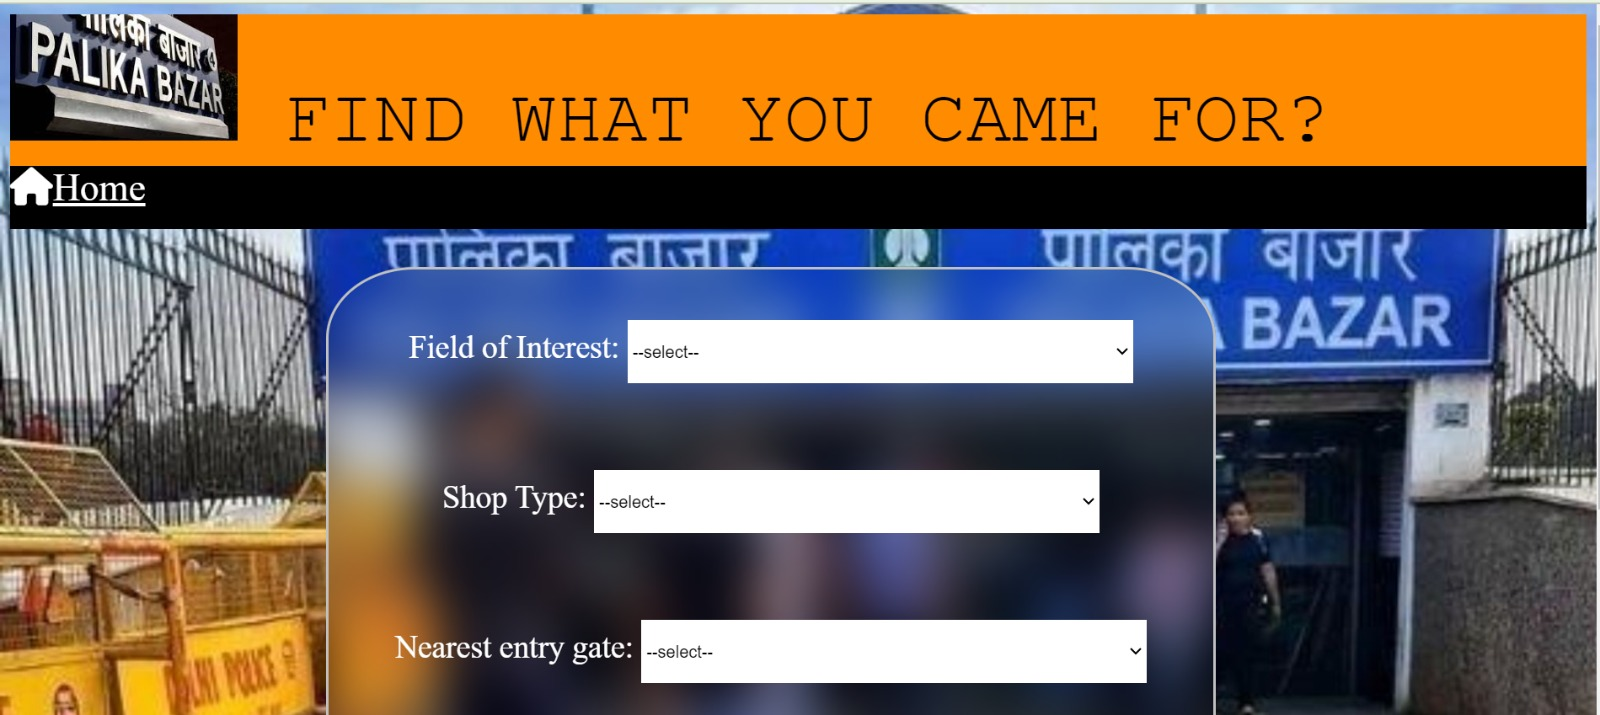 पालिका बाजार
PALIKA BAZAR
FIND WHAT YOU CAME FOR?
Home
पालिका बाजार
पालिका बाजार
BAZAR
Field of Interest: --select--
Shop Type: --select--
Nearest entry gate: --select--
POLICE